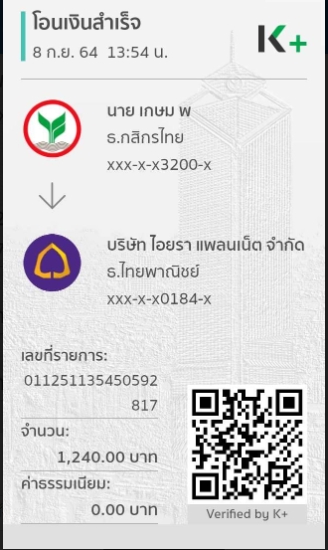 โอนเงินสำเร็จ
8 ก.ย. 64 13:54 น.
K+
นาย เกษม พ
ธ.กสิกรไทย
xxx-x-x3200-x
บริษัท ไอยรา แพลนเน็ต จำกัด
ธ.ไทยพาณิชย์
xxx-x-x0184-x
เลขที่รายการ:
011251135450592
817
จำนวน:
1,240.00 บาท
ค่าธรรมเนียม:
0.00 บาท
Verified by K+